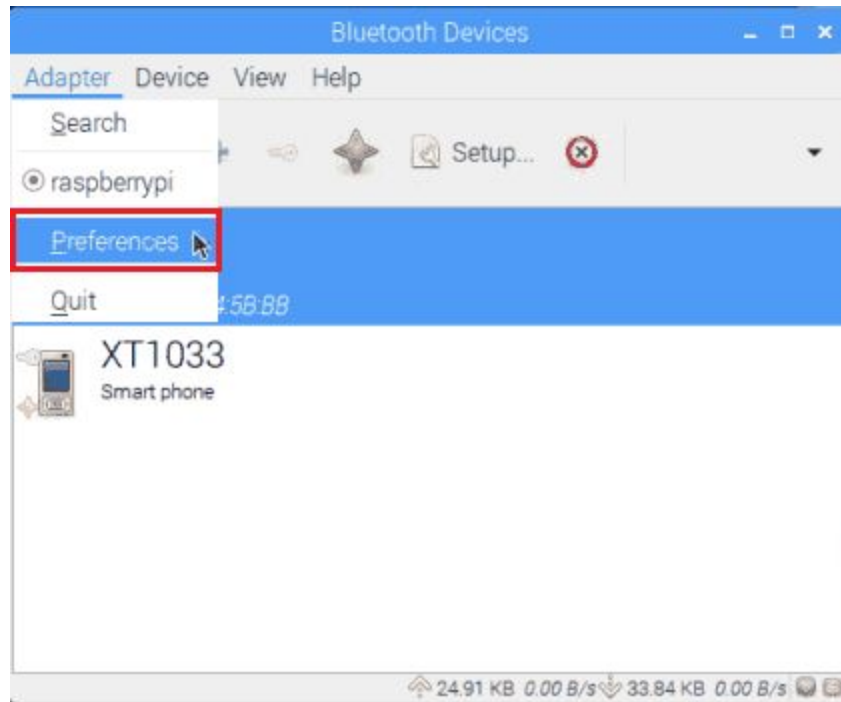 Bluetooth Devices
Adapter Device View Help
Search
Setup...
raspberrypi
Preferences
Quit
:5B:BB
XT1033
Smart phone
24.91 KB 0.00 B/s 33.84 KB 0.00 B/s